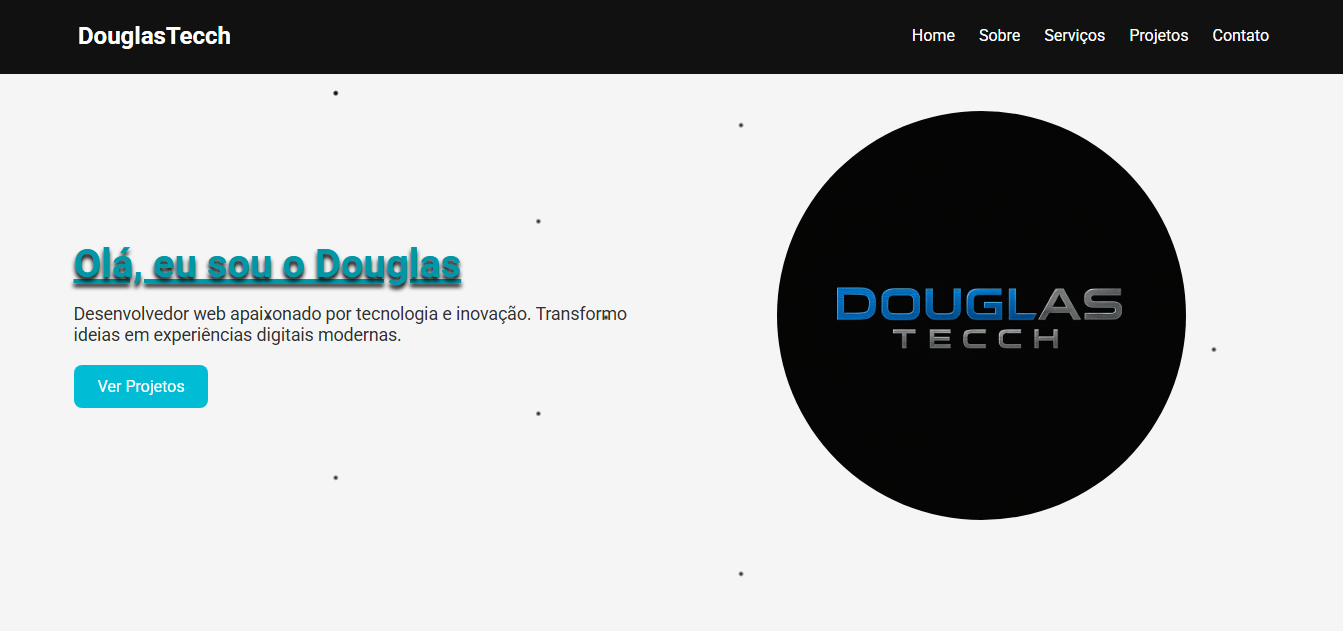 DouglasTecch
Home Sobre Serviços Projetos Contato
Olá, eu sou o Douglas
Desenvolvedor web apaixonado por tecnologia e inovação. Transformo
ideias em experiências digitais modernas.
Ver Projetos
DOUGLAS
TECCH